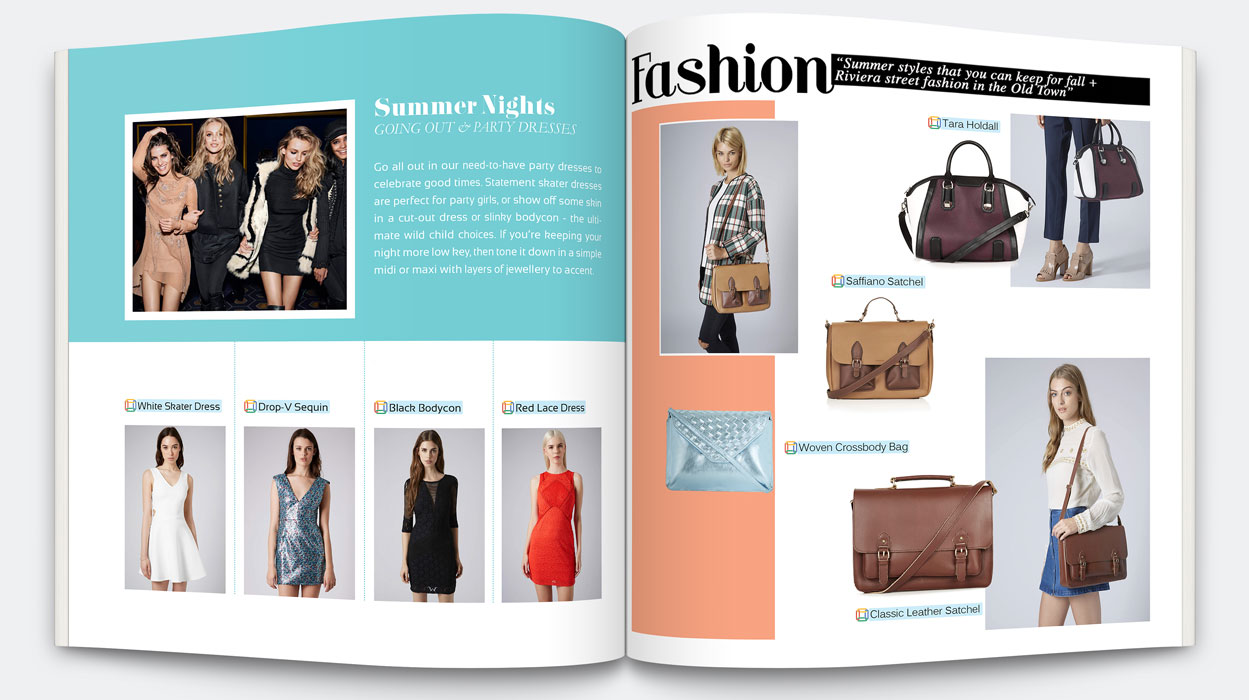 Summer Nights
GOING OUT & PARTY DRESSES
Go all out in our need-to-have party dresses to
celebrate good times. Statement skater dresses
are perfect for party girls, or show off some skin
in a cut-out dress or slinky bodycon - the ulti-
mate wild child choices. If you're keeping your
night more low key, then tone it down in a simple
midi or maxi with layers of jewellery to accent.
White Skater Dress
Drop-V Sequin
Black Bodycon
Red Lace Dress
Fashion
“Summer styles that you can keep for fall +
Riviera street fashion in the Old Town”
Tara Holdall
Saffiano Satchel
Woven Crossbody Bag
Classic Leather Satchel